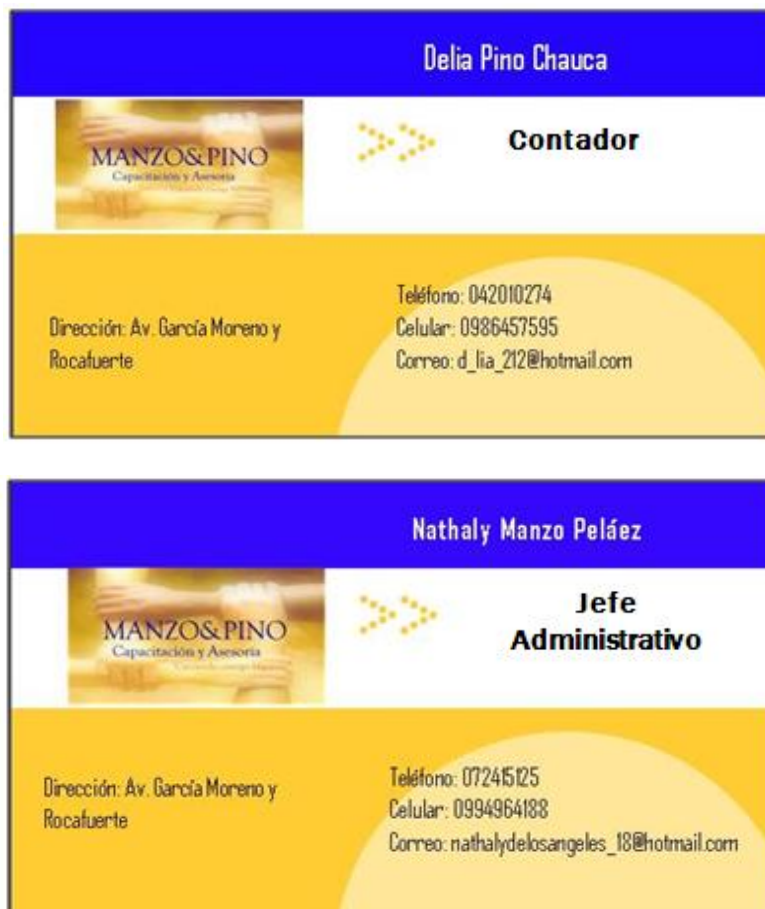 Delia Pino Chauca
MANZO&PINO
Capacitación y Asesoría
Contador
Dirección: Av. García Moreno y
Rocafuerte
Teléfono: 042010274
Celular: 0986457595
Correo: d_lia_212@hotmail.com
Nathaly Manzo Peláez
MANZO&PINO
Capacitación y Asesoría
Jefe
Administrativo
Dirección: Av. García Moreno y
Rocafuerte
Teléfono: 072415125
Celular: 0994964188
Correo: nathalydelosangeles_18@hotmail.com